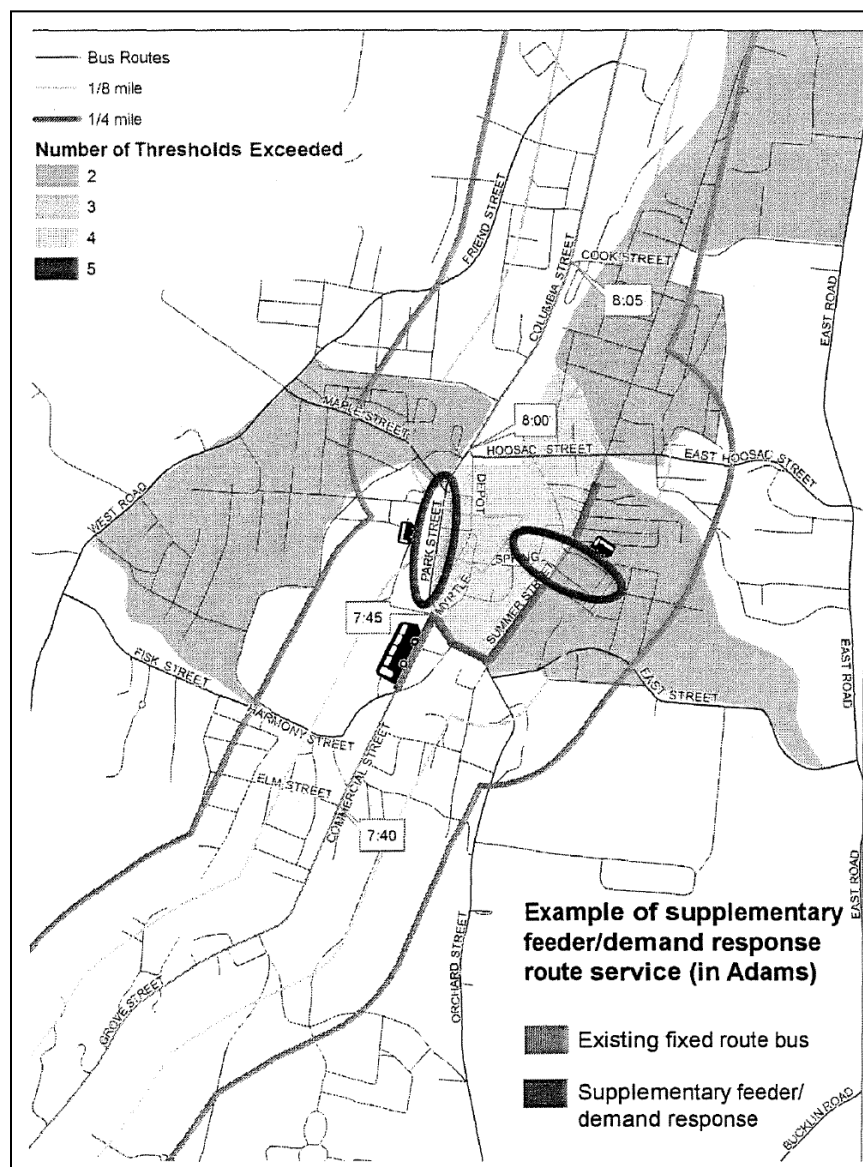 Bus Routes
1/8 mile
1/4 mile
Number of Thresholds Exceeded
2
3
4
5
FRIEND STREET
COLUMBIA STREET
COOK STREET
8:05
EAST ROAD
MAPLE STREET
8:00
HOOSAC STREET
EAST HOOSAC STREET
WEST ROAD
DEPOT
PARK STREET
SPRING
MYRTLE
7:45
SUMMER STREET
FISK STREET
EAST STREET
EAST ROAD
HARMONY STREET
ELM STREET
COMMERCIAL STREET
7:40
EAST ROAD
Example of supplementary
feeder/demand response
route service (in Adams)
GROVE STREET
ORCHARD STREET
Existing fixed route bus
Supplementary feeder/
demand response
BUCKLIN ROAD